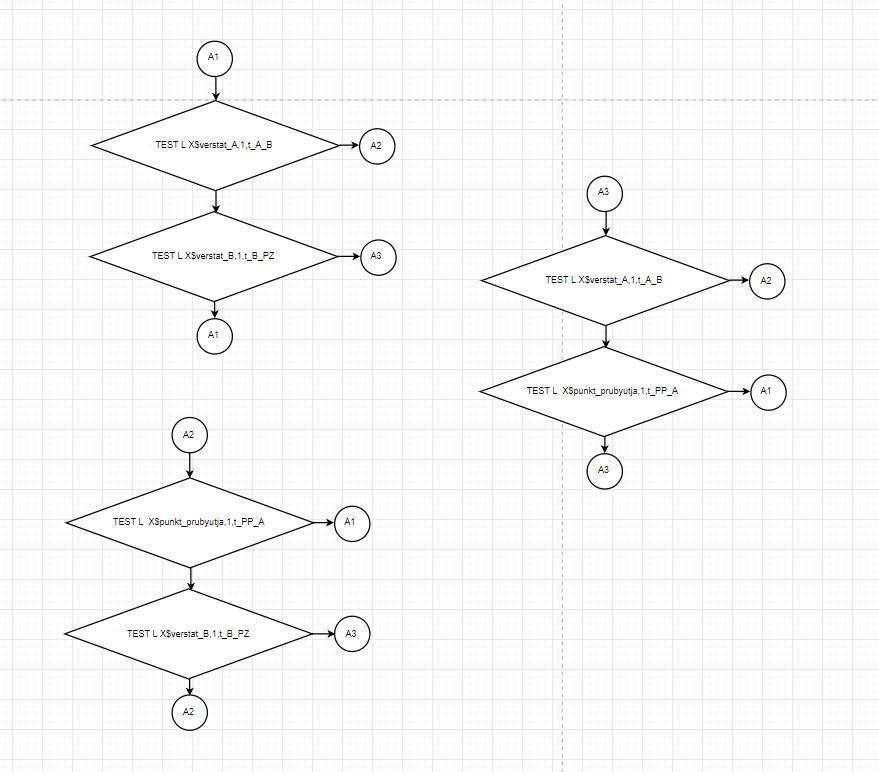 A1
TEST L X$verstat_A,1,t_A_B
A2
TEST L X$verstat_B,1,t_B_PZ
A3
A1
A3
TEST L X$verstat_A,1,t_A_B
A2
TEST L X$punkt_prubyutja,1,t_PP_A
A1
A3
A2
TEST L X$punkt_prubyutja,1,t_PP_A
A1
TEST L X$verstat_B,1,t_B_PZ
A3
A2